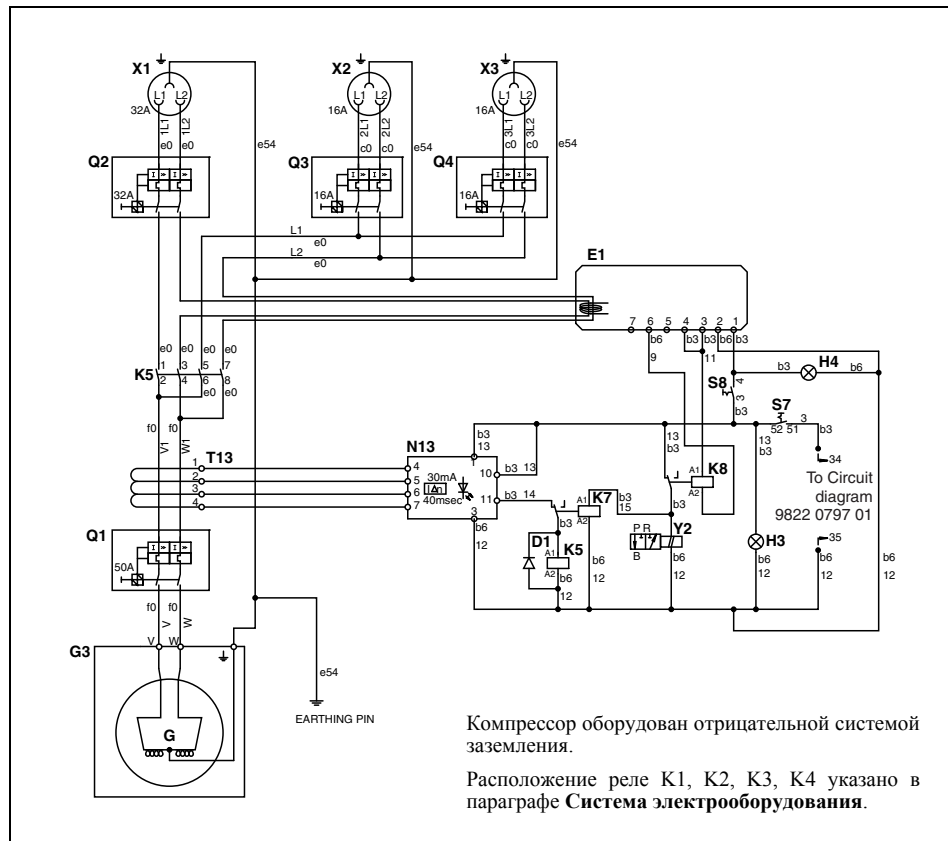 X1 X2 X3
L1 L2 L1 L2 L1 L2
32A 16A 16A
1L1 1L2 2L1 2L2 3L1 3L2
e0 e0 e54 c0 c0 e54 c0 c0 e54
Q2 Q3 Q4
I » I » I » I » I » I »
32A 16A 16A
L1
e0
L2
e0
E1
7 6 5 4 3 2 1
b6 b3 b3 b6 b3
9 11
e0 e0 e0 e0
1 3 5 7
K5
2 4 6 8
e0 e0
b3 H4 b6
S8 4
3
b3
S7
3
52 51 b3
f0 f0
V1 W1
N13
b3
13
1
13
b3
13
b3
34
To Circuit
diagram
9822 0797 01
35
1 T13 4
2 5
3 6
4 7
30mA
Δn
40msec
10 b3 13
11 b3 14
3
b6
12
A1 K8
A2
b3
A1 K7 b3
A2 15
b3
P R Y2
B
D1 A1 K5
A2
b6
12
b6
12
b6
12
H3
b6
12
b6
12
b6
12
Q1
I » I »
50A
f0 f0
V W
V W
G3
G
e54
EARTHING PIN
Компрессор оборудован отрицательной системой
заземления.
Расположение реле K1, K2, K3, K4 указано в
параграфе Система электрооборудования.